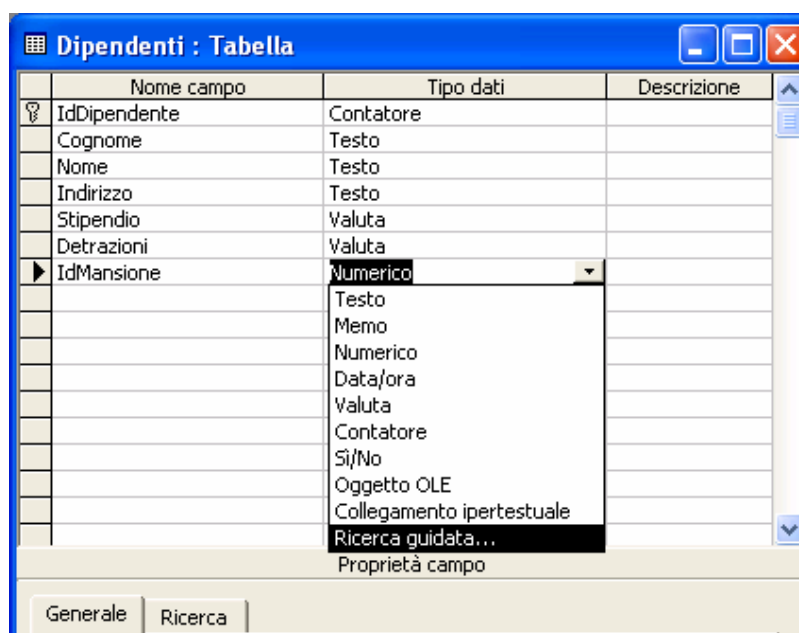 Dipendenti : Tabella
Nome campo Tipo dati Descrizione
IdDipendente Contatore
Cognome Testo
Nome Testo
Indirizzo Testo
Stipendio Valuta
Detrazioni Valuta
IdMansione Numerico
Testo
Memo
Numerico
Data/ora
Valuta
Contatore
Sì/No
Oggetto OLE
Collegamento ipertestuale
Ricerca guidata...
Proprietà campo
Generale Ricerca